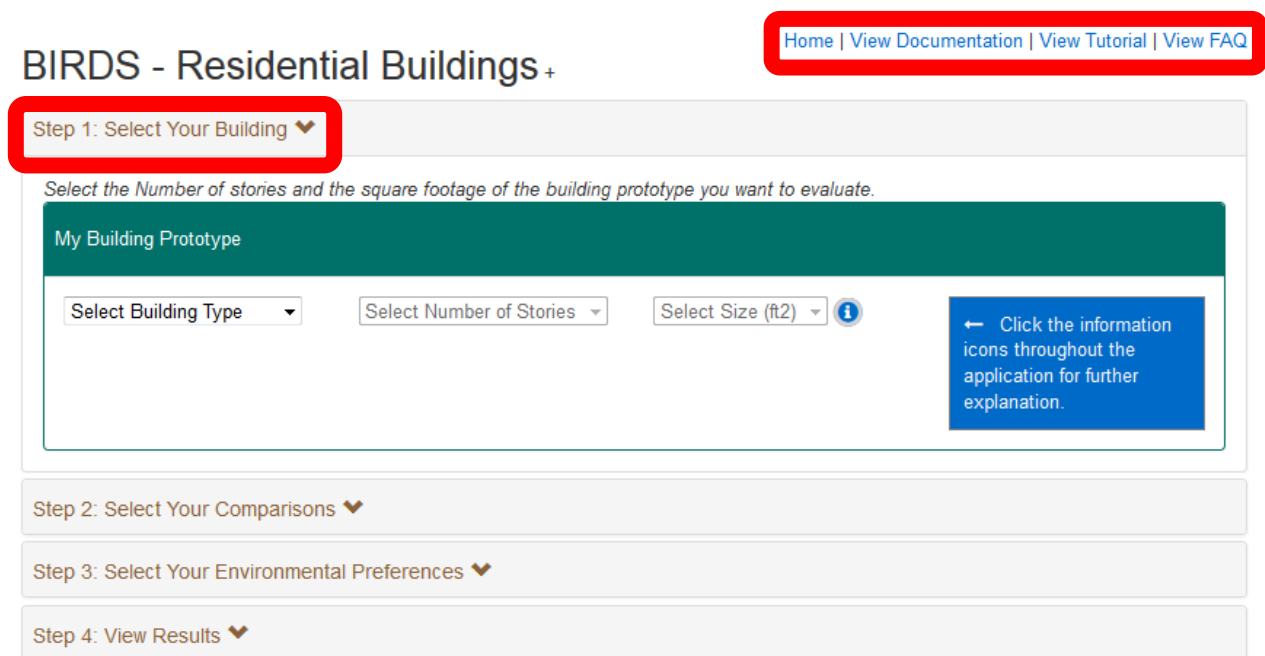 Home | View Documentation | View Tutorial | View FAQ
BIRDS - Residential Buildings +
Step 1: Select Your Building
Select the Number of stories and the square footage of the building prototype you want to evaluate.
My Building Prototype
Select Building Type
Select Number of Stories
Select Size (ft2)
← Click the information
icons throughout the
application for further
explanation.
Step 2: Select Your Comparisons
Step 3: Select Your Environmental Preferences
Step 4: View Results